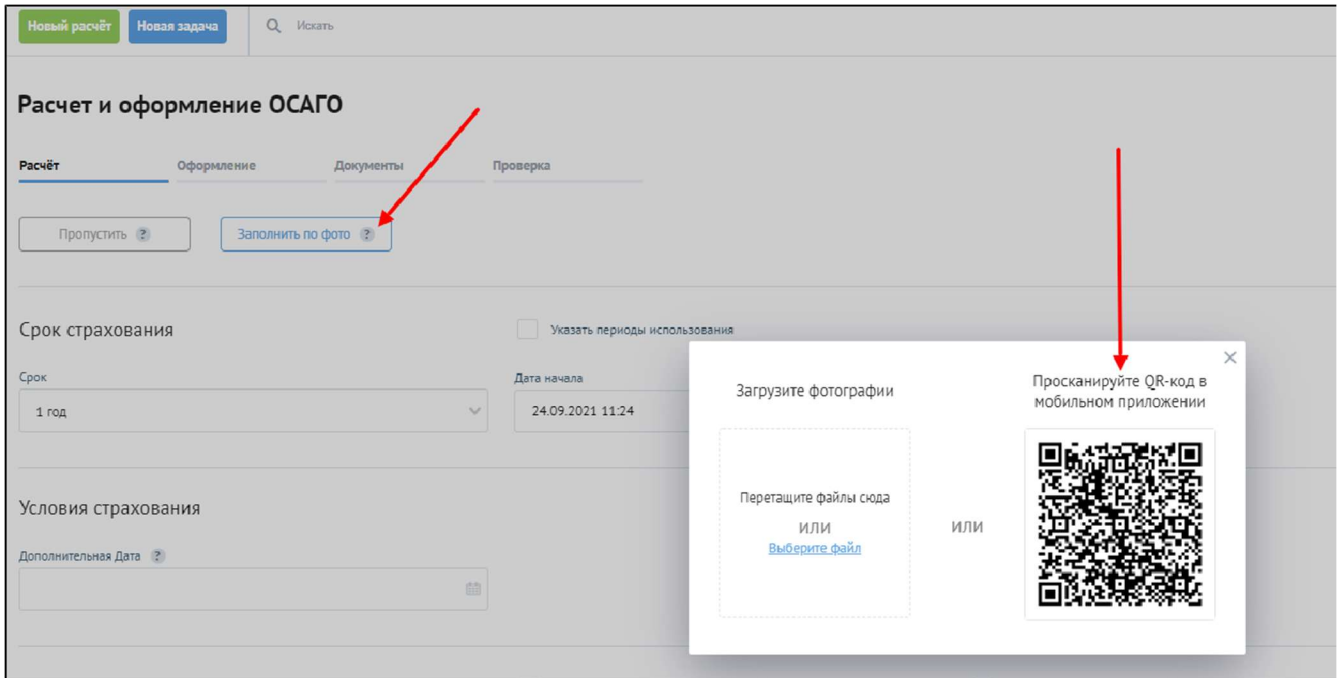 Новый расчёт
Новая задача
Искать
Расчет и оформление ОСАГО
Расчёт
Оформление
Документы
Проверка
Пропустить ?
Заполнить по фото ?
Срок страхования
Указать периоды использования
Срок
1 год
Дата начала
24.09.2021 11:24
Условия страхования
Дополнительная Дата ?
Загрузите фотографии
Перетащите файлы сюда
или
Выберите файл
или
Просканируйте QR-код в
мобильном приложении